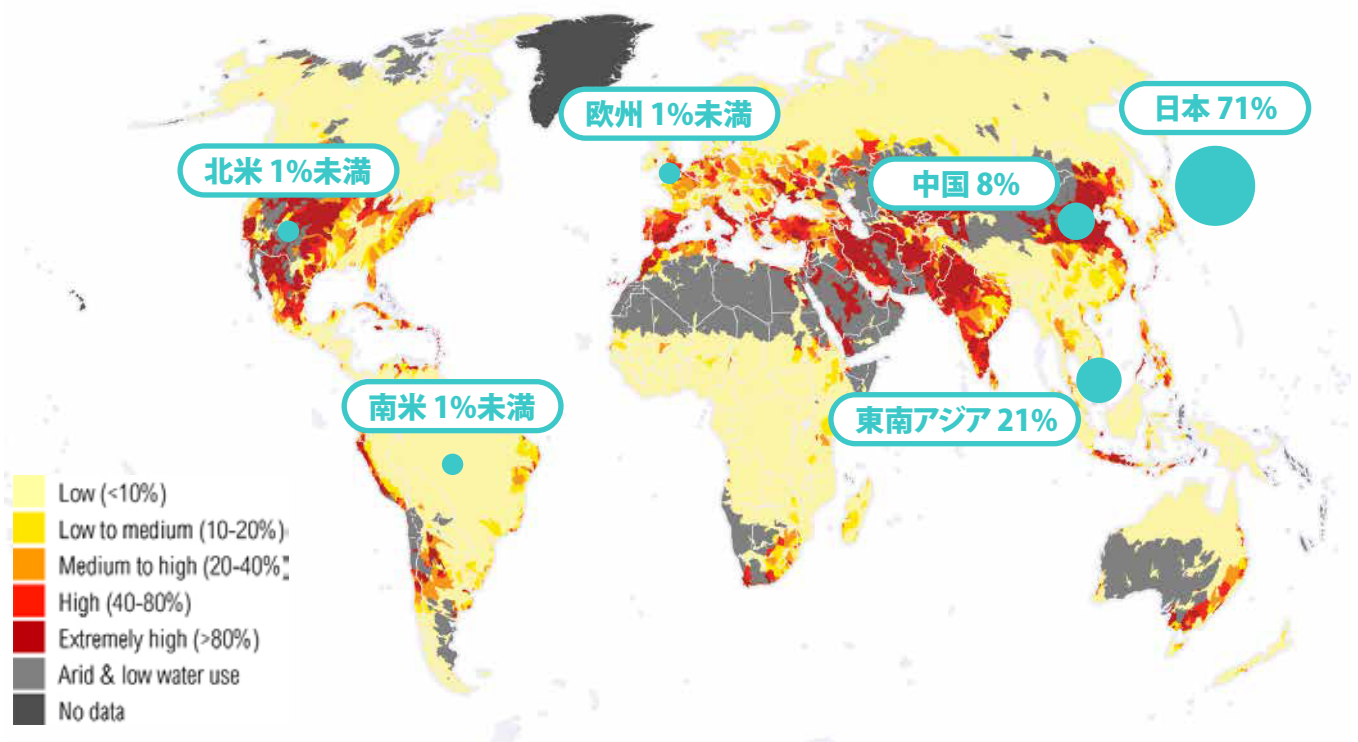 欧州 1%未満
日本 71%
北米 1%未満
中国 8%
南米 1%未満
東南アジア 21%
Low (<10%)
Low to medium (10-20%)
Medium to high (20-40%
High (40-80%)
Extremely high (>80%)
Arid & low water use
No data